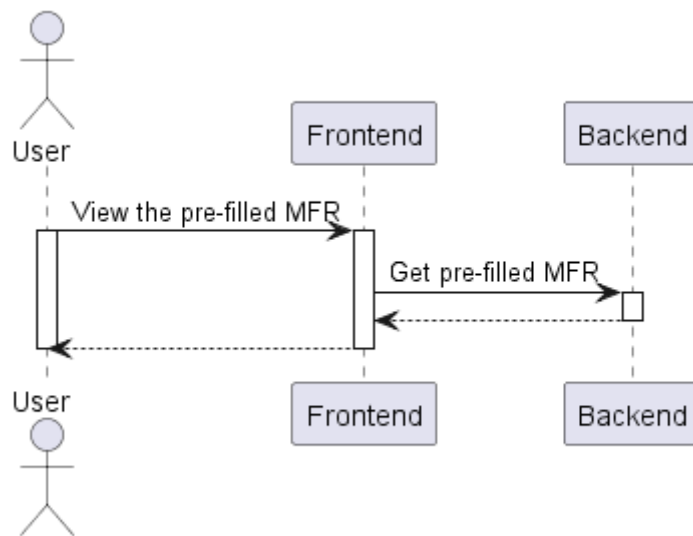 User
Frontend
Backend
View the pre-filled MFR
Get pre-filled MFR
User
Frontend
Backend